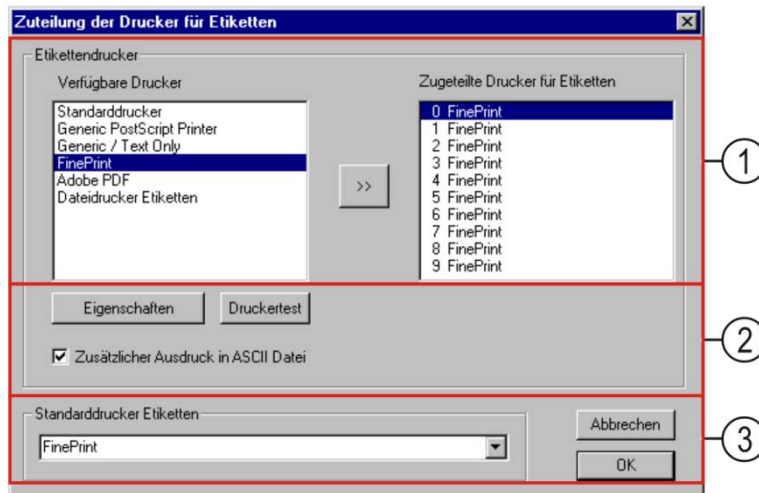 Zuteilung der Drucker für Etiketten
Etikettendrucker
Verfügbare Drucker
Standarddrucker
Generic PostScript Printer
Generic / Text Only
FinePrint
Adobe PDF
Dateidrucker Etiketten
>>
Zugeteilte Drucker für Etiketten
0 FinePrint
1 FinePrint
2 FinePrint
3 FinePrint
4 FinePrint
5 FinePrint
6 FinePrint
7 FinePrint
8 FinePrint
9 FinePrint
1
Eigenschaften Druckertest
Zusätzlicher Ausdruck in ASCII Datei
2
Standarddrucker Etiketten
FinePrint
Abbrechen
OK
3